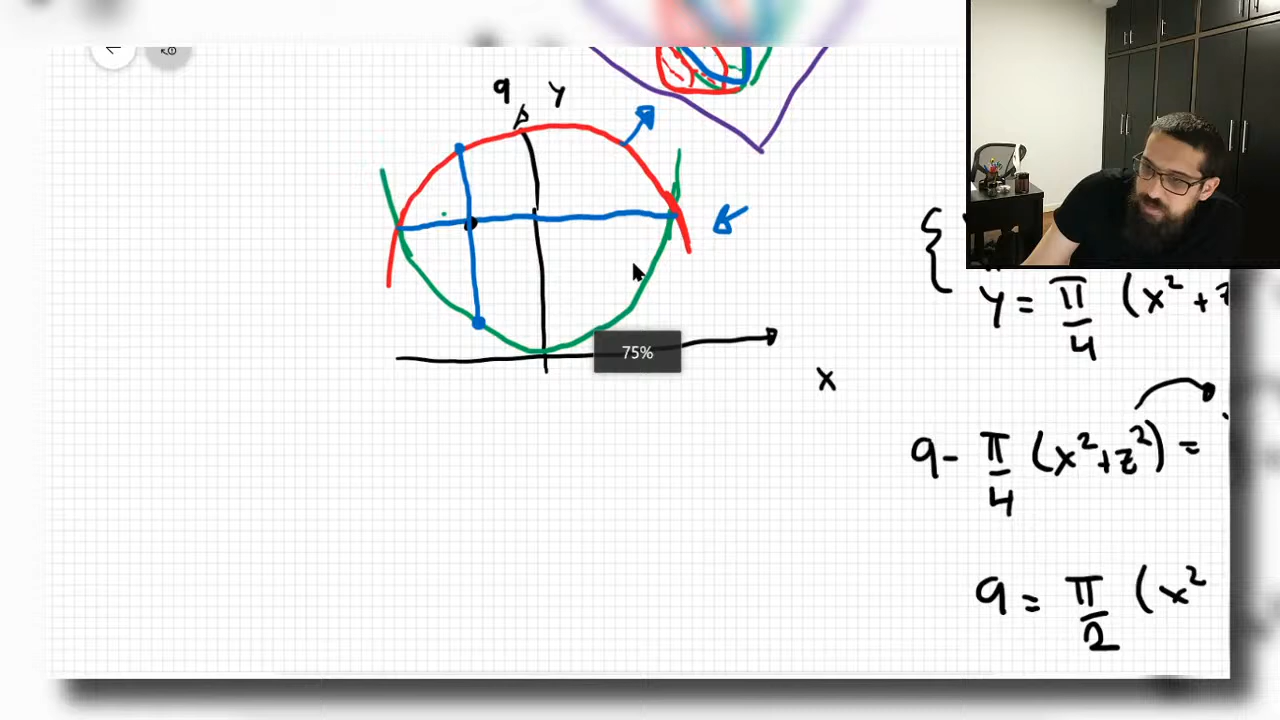 9 y
{
y = π/4 (x² + z
75%
x
9 - π/4 (x² + z²) =
9 = π/2 (x²